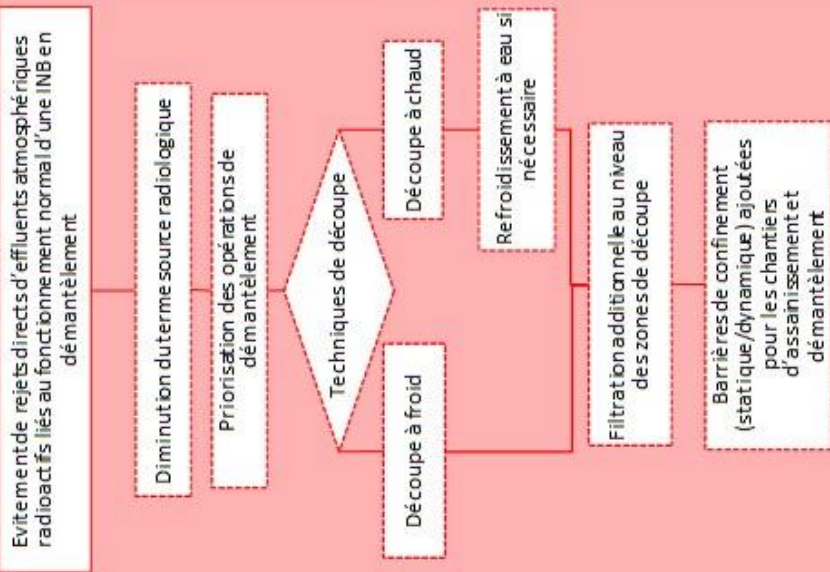 Evitement de rejets directs d'effluents atmosphériques
radioactifs liés au fonctionnement normal d'une INB en
démantèlement
Diminution du terme source radiologique
Priorisation des opérations de
démantèlement
Techniques de découpe
Découpe à froid
Découpe à chaud
Refroidissement à eau si
nécessaire
Filtration additionnelle au niveau
des zones de découpe
Barrières de confinement
(statique/dynamique) ajoutées
pour les chantiers
d'assainissement et
démantèlement